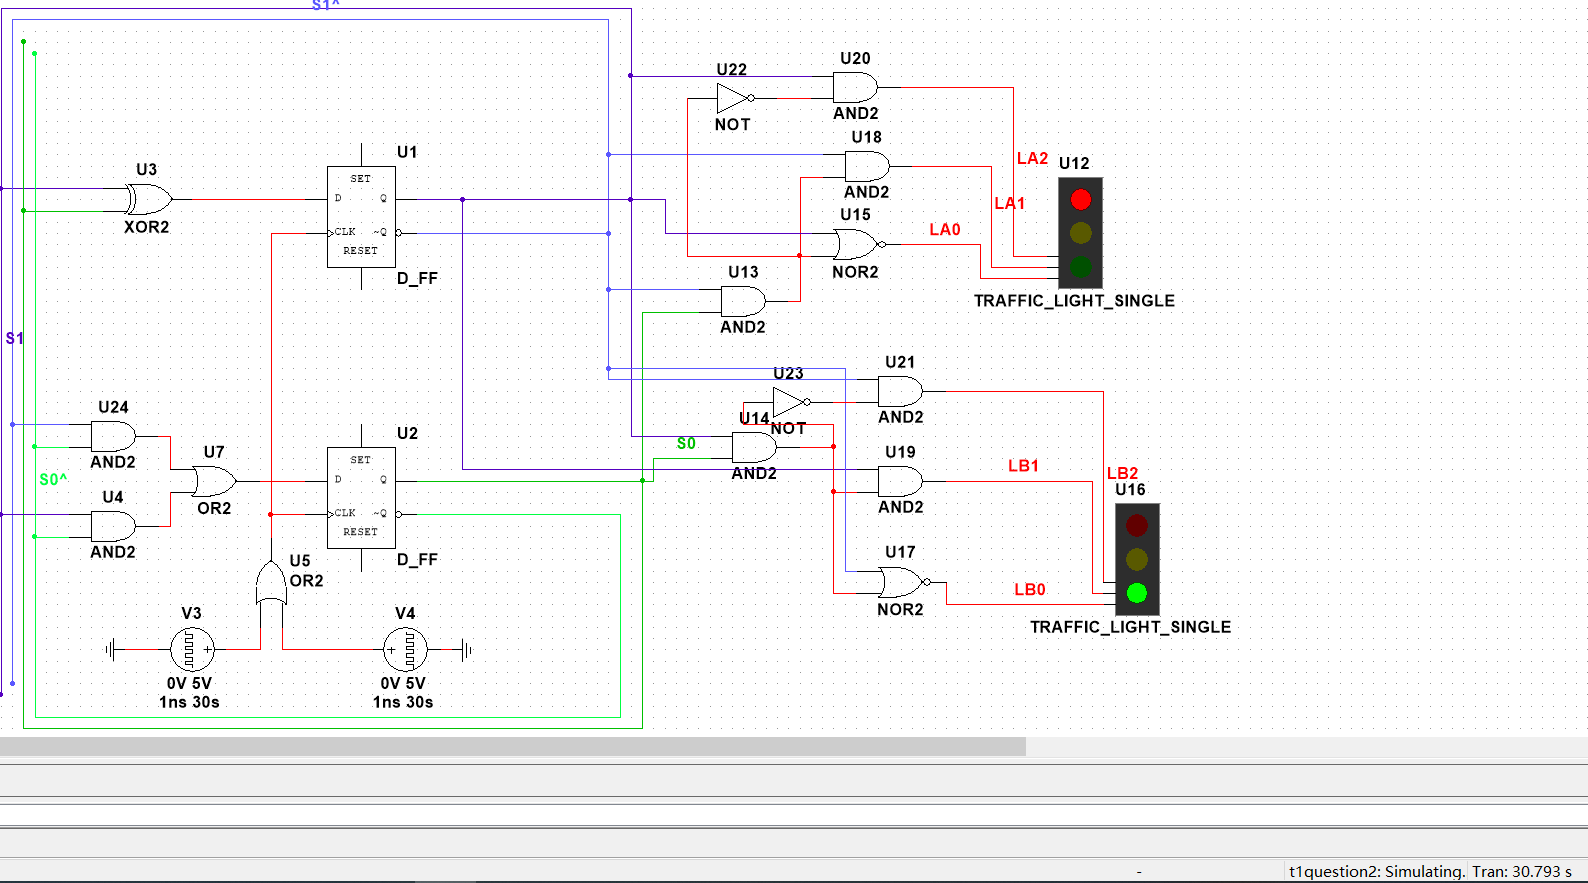 S1^
U20
U22
AND2
NOT
U18
U1
LA2
U12
U3
SET
AND2
D
Q
LA1
U15
XOR2
LA0
CLK
~Q
RESET
NOR2
U13
D_FF
TRAFFIC_LIGHT_SINGLE
AND2
S1
U21
U23
U24
U14
AND2
NOT
U2
S0
U7
SET
AND2
AND2
U19
LB1
LB2
S0^
D
Q
U16
U4
OR2
AND2
CLK
~Q
RESET
AND2
U17
U5
D_FF
OR2
LB0
V3
V4
NOR2
TRAFFIC_LIGHT_SINGLE
0V 5V
0V 5V
1ns 30s
1ns 30s
-
t1question2: Simulating.
Tran: 30.793 s